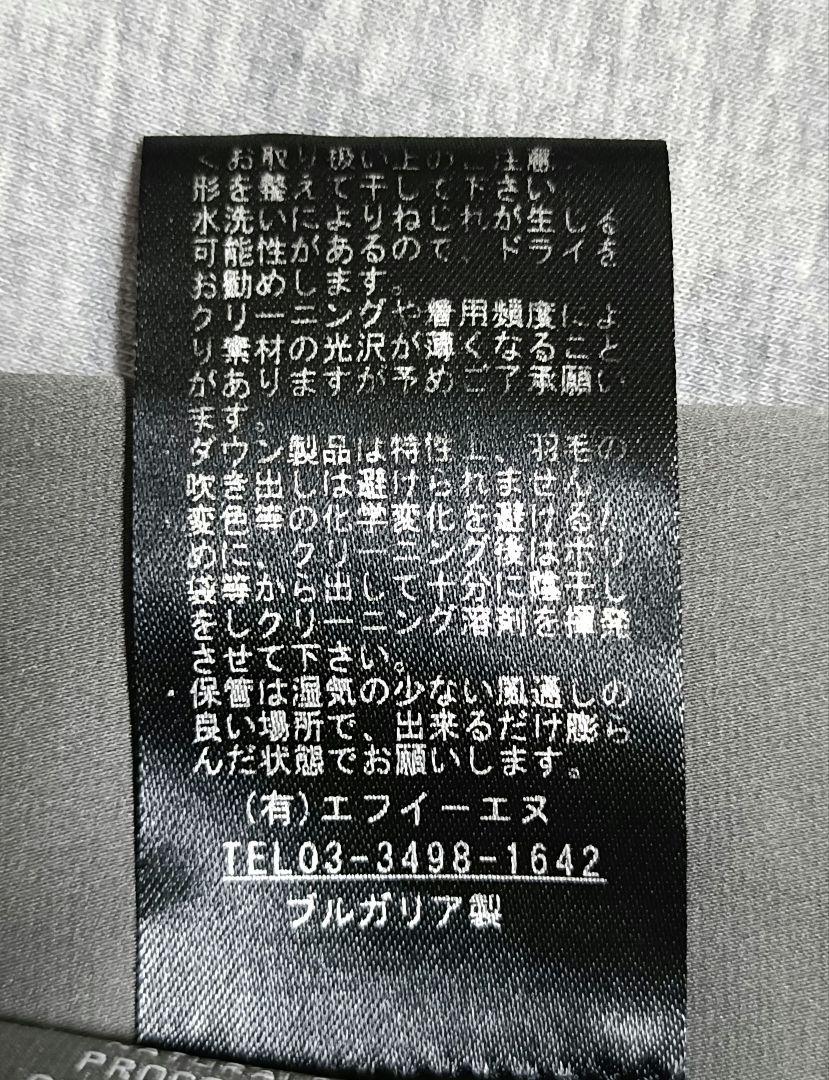 お取り扱い上のご注意
形を整えて干して下さい
水洗いによりねじれが生じる
可能性があるので、ドライを
お勧めします。
クリーニングや着用頻度によ
り素材の光沢が薄くなること
がありますが予めご了承願い
ます。
ダウン製品は特性上、羽毛の
吹き出しは避けられません
変色等の化学変化を避けるた
めに、クリーニング後はポリ
袋等から出して十分に陰干し
をしクリーニング溶剤を揮発
させて下さい。
保管は湿気の少ない風通しの
良い場所で、出来るだけ膨ら
んだ状態でお願いします。
(有)エフイーエヌ
TEL03-3498-1642
ブルガリア製